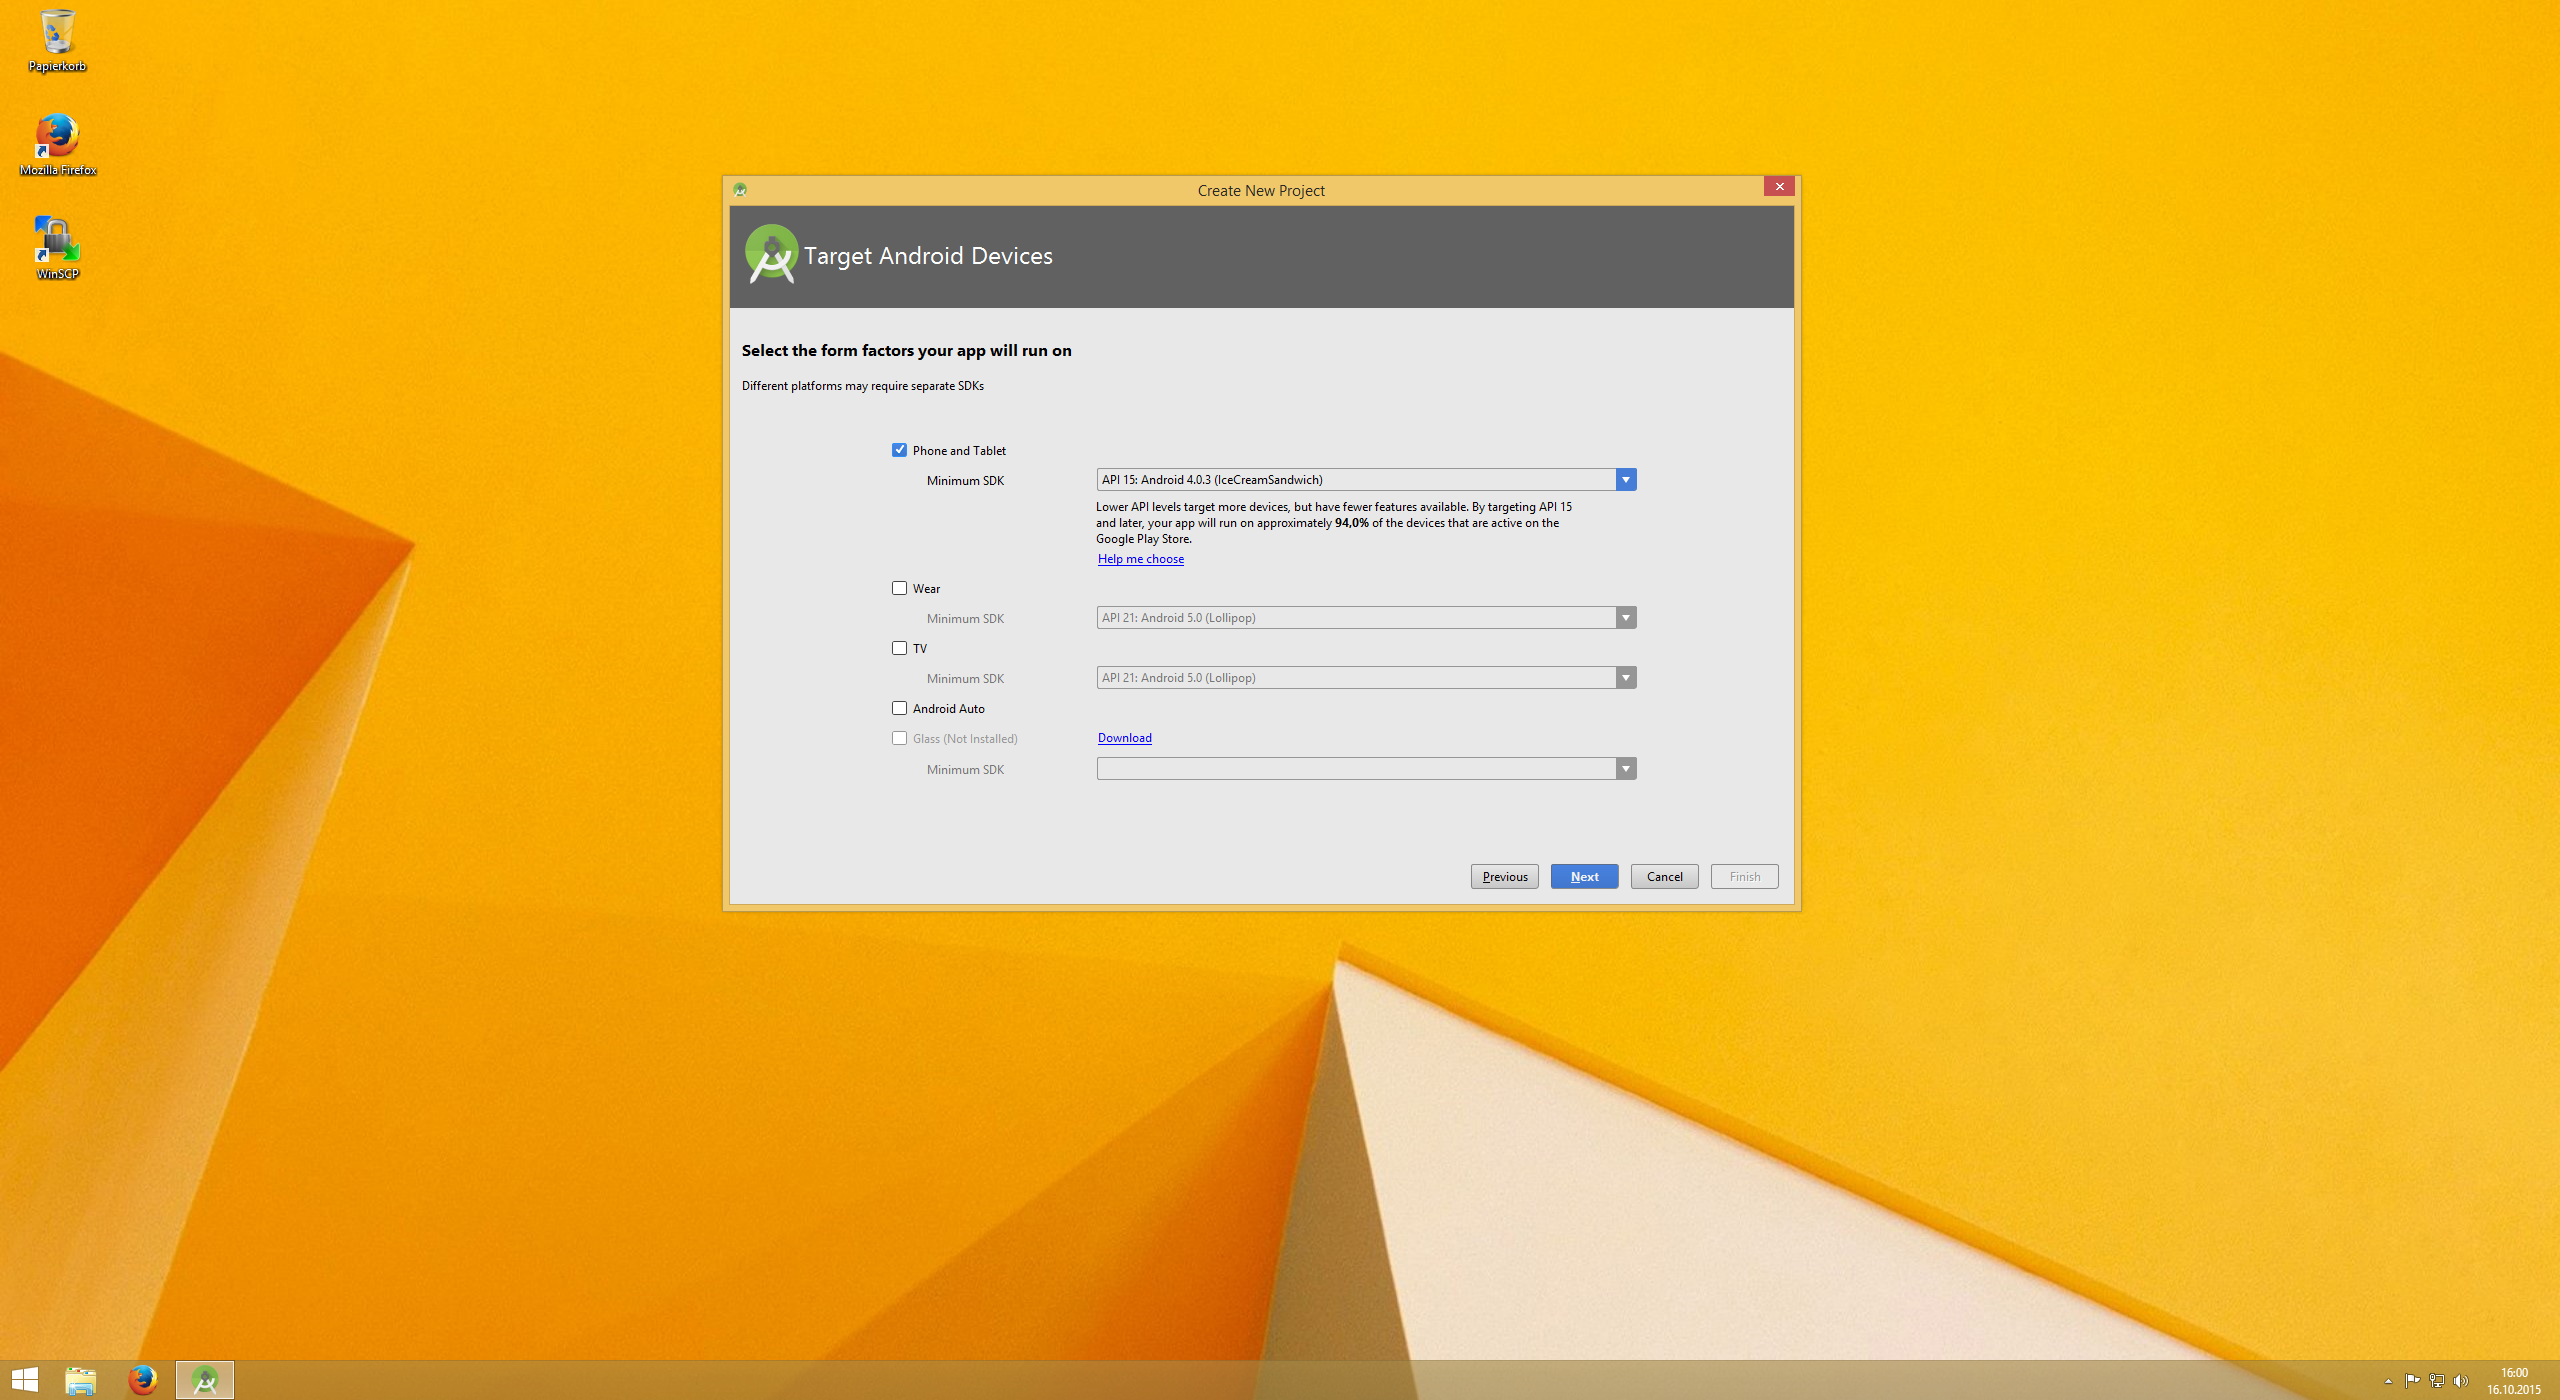 Papierkorb
Mozilla Firefox
WinSCP
Create New Project
Target Android Devices
Select the form factors your app will run on
Different platforms may require separate SDKs
Phone and Tablet
Minimum SDK
API 15: Android 4.0.3 (IceCreamSandwich)
Lower API levels target more devices, but have fewer features available. By targeting API 15
and later, your app will run on approximately 94,0% of the devices that are active on the
Google Play Store.
Help me choose
Wear
Minimum SDK
API 21: Android 5.0 (Lollipop)
TV
Minimum SDK
API 21: Android 5.0 (Lollipop)
Android Auto
Glass (Not Installed)
Download
Minimum SDK
Previous
Next
Cancel
Finish
16:00
16.10.2015